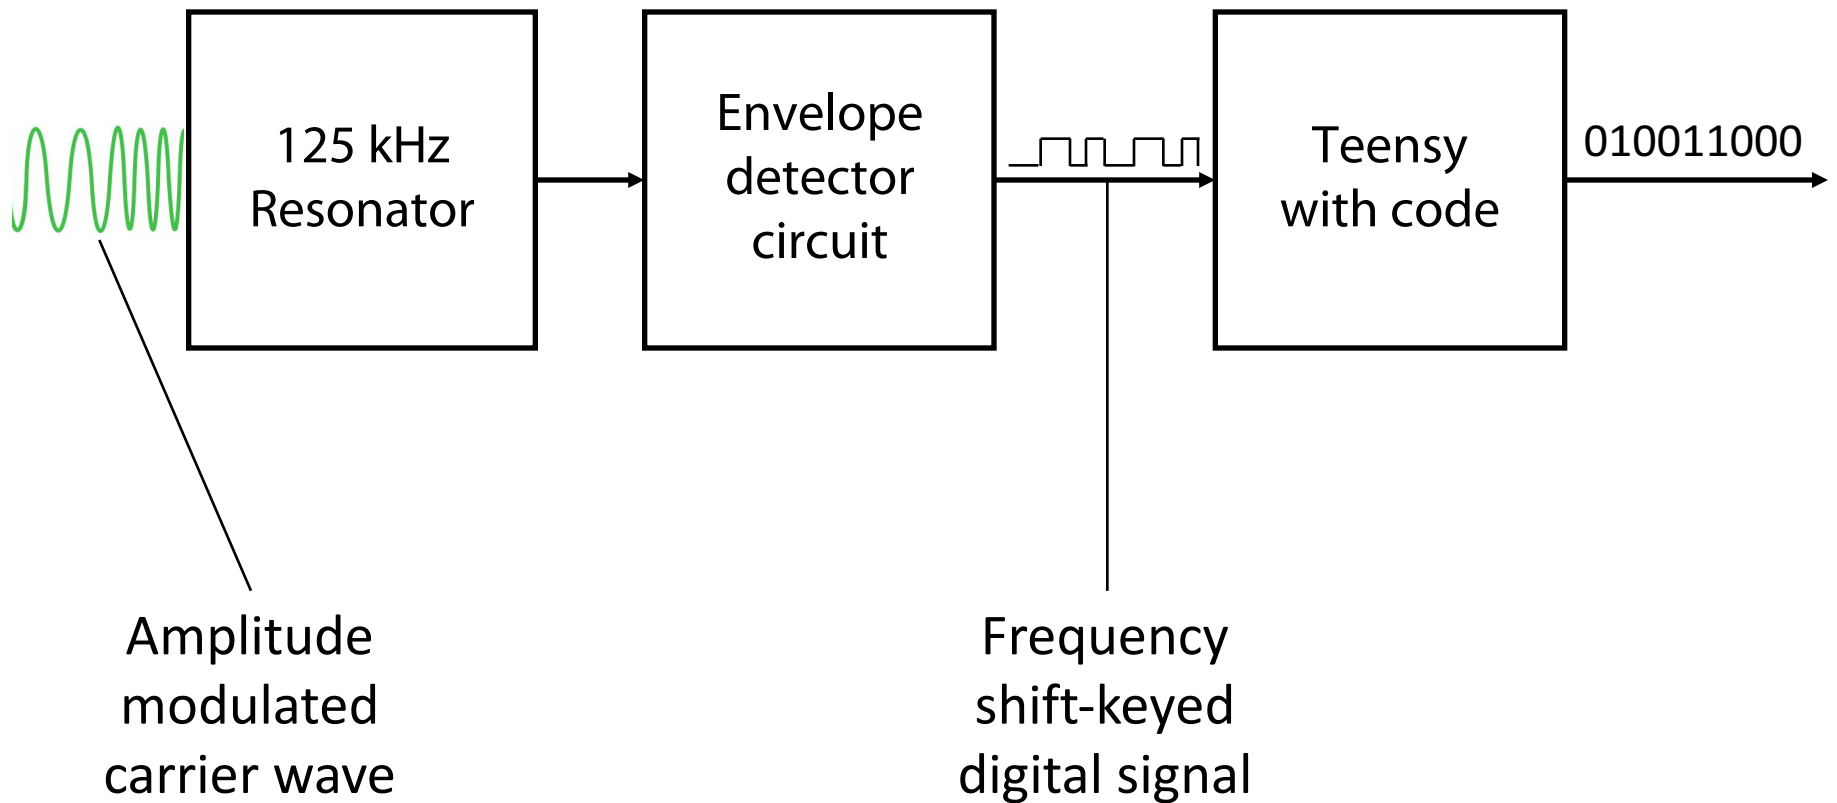 125 kHz
Resonator
Envelope
detector
circuit
Teensy
with code
010011000
Amplitude
modulated
carrier wave
Frequency
shift-keyed
digital signal